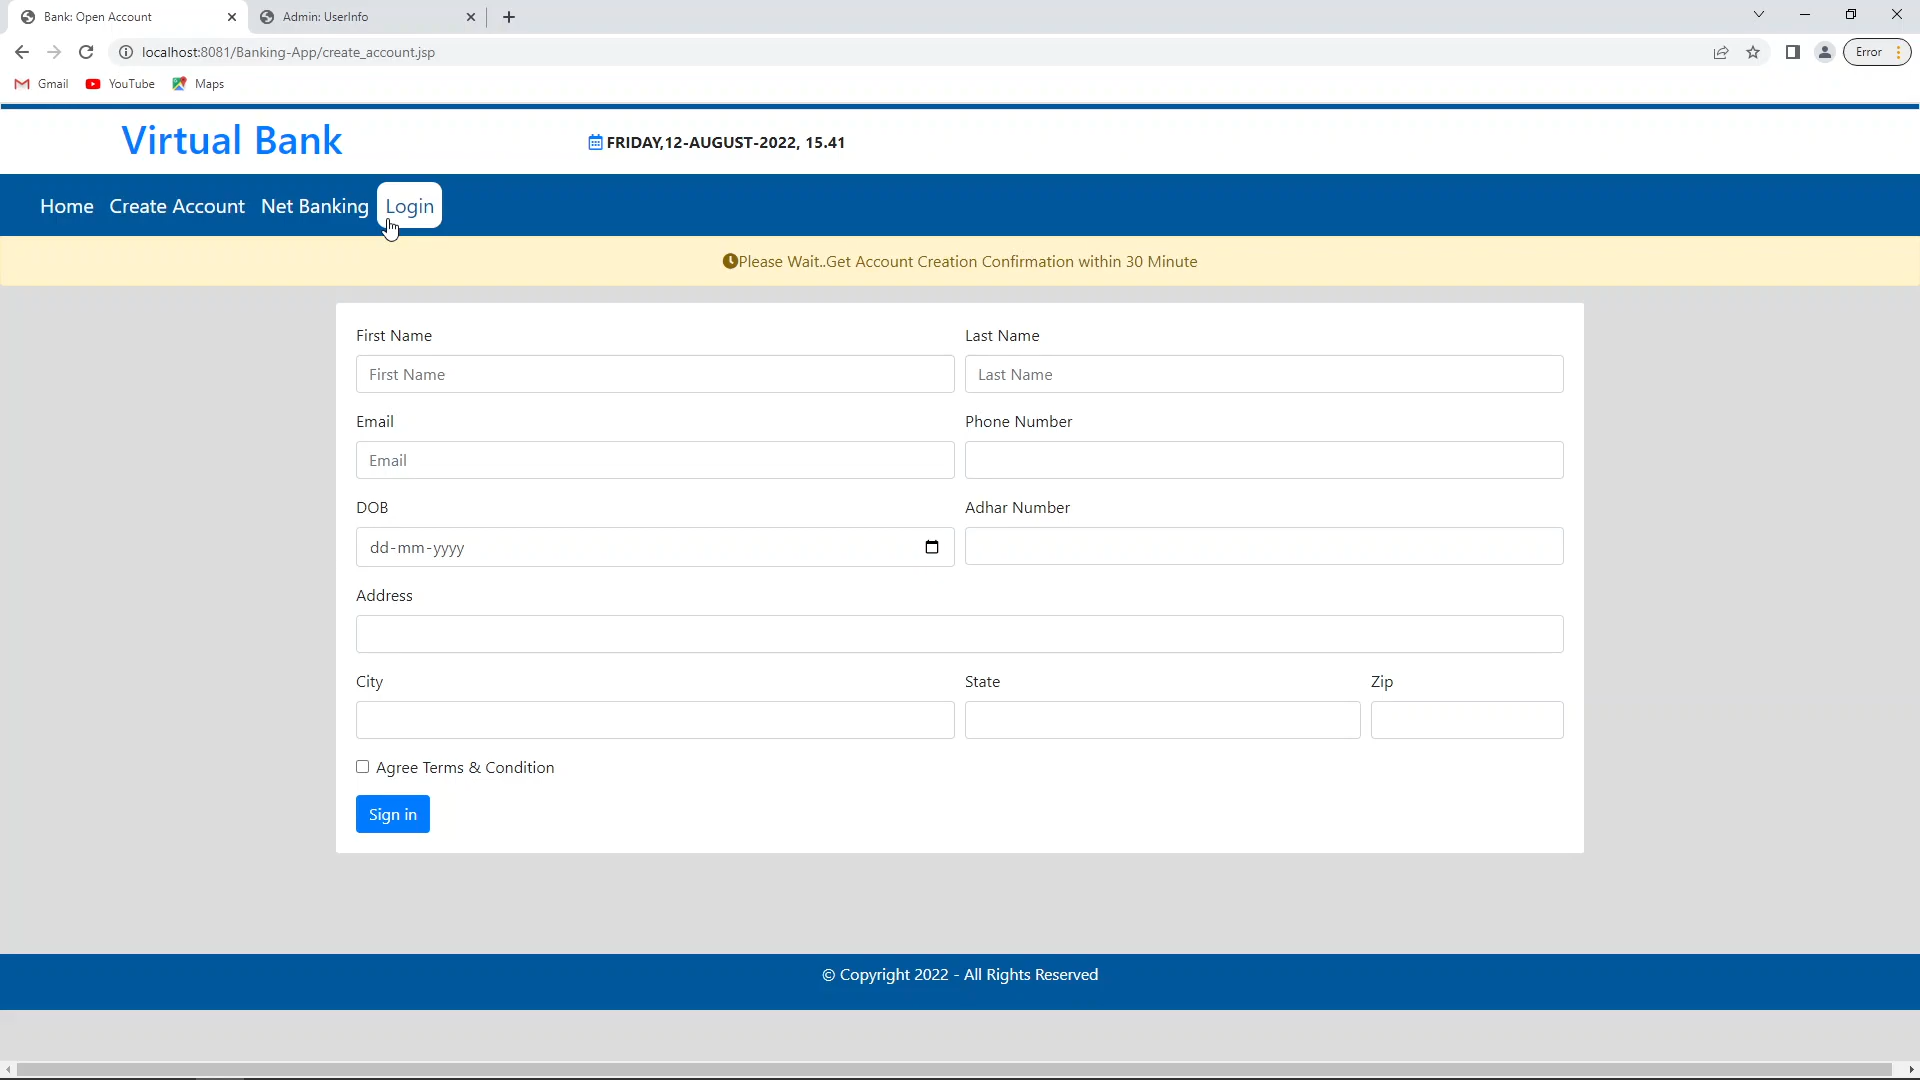 Bank: Open Account
Admin: UserInfo
localhost:8081/Banking-App/create_account.jsp
Error
Gmail YouTube Maps
Virtual Bank
FRIDAY,12-AUGUST-2022, 15.41
Home Create Account Net Banking Login
Please Wait..Get Account Creation Confirmation within 30 Minute
First Name Last Name
First Name Last Name
Email Phone Number
Email
DOB Adhar Number
dd-mm-yyyy
Address
City State Zip
Agree Terms & Condition
Sign in
© Copyright 2022 - All Rights Reserved